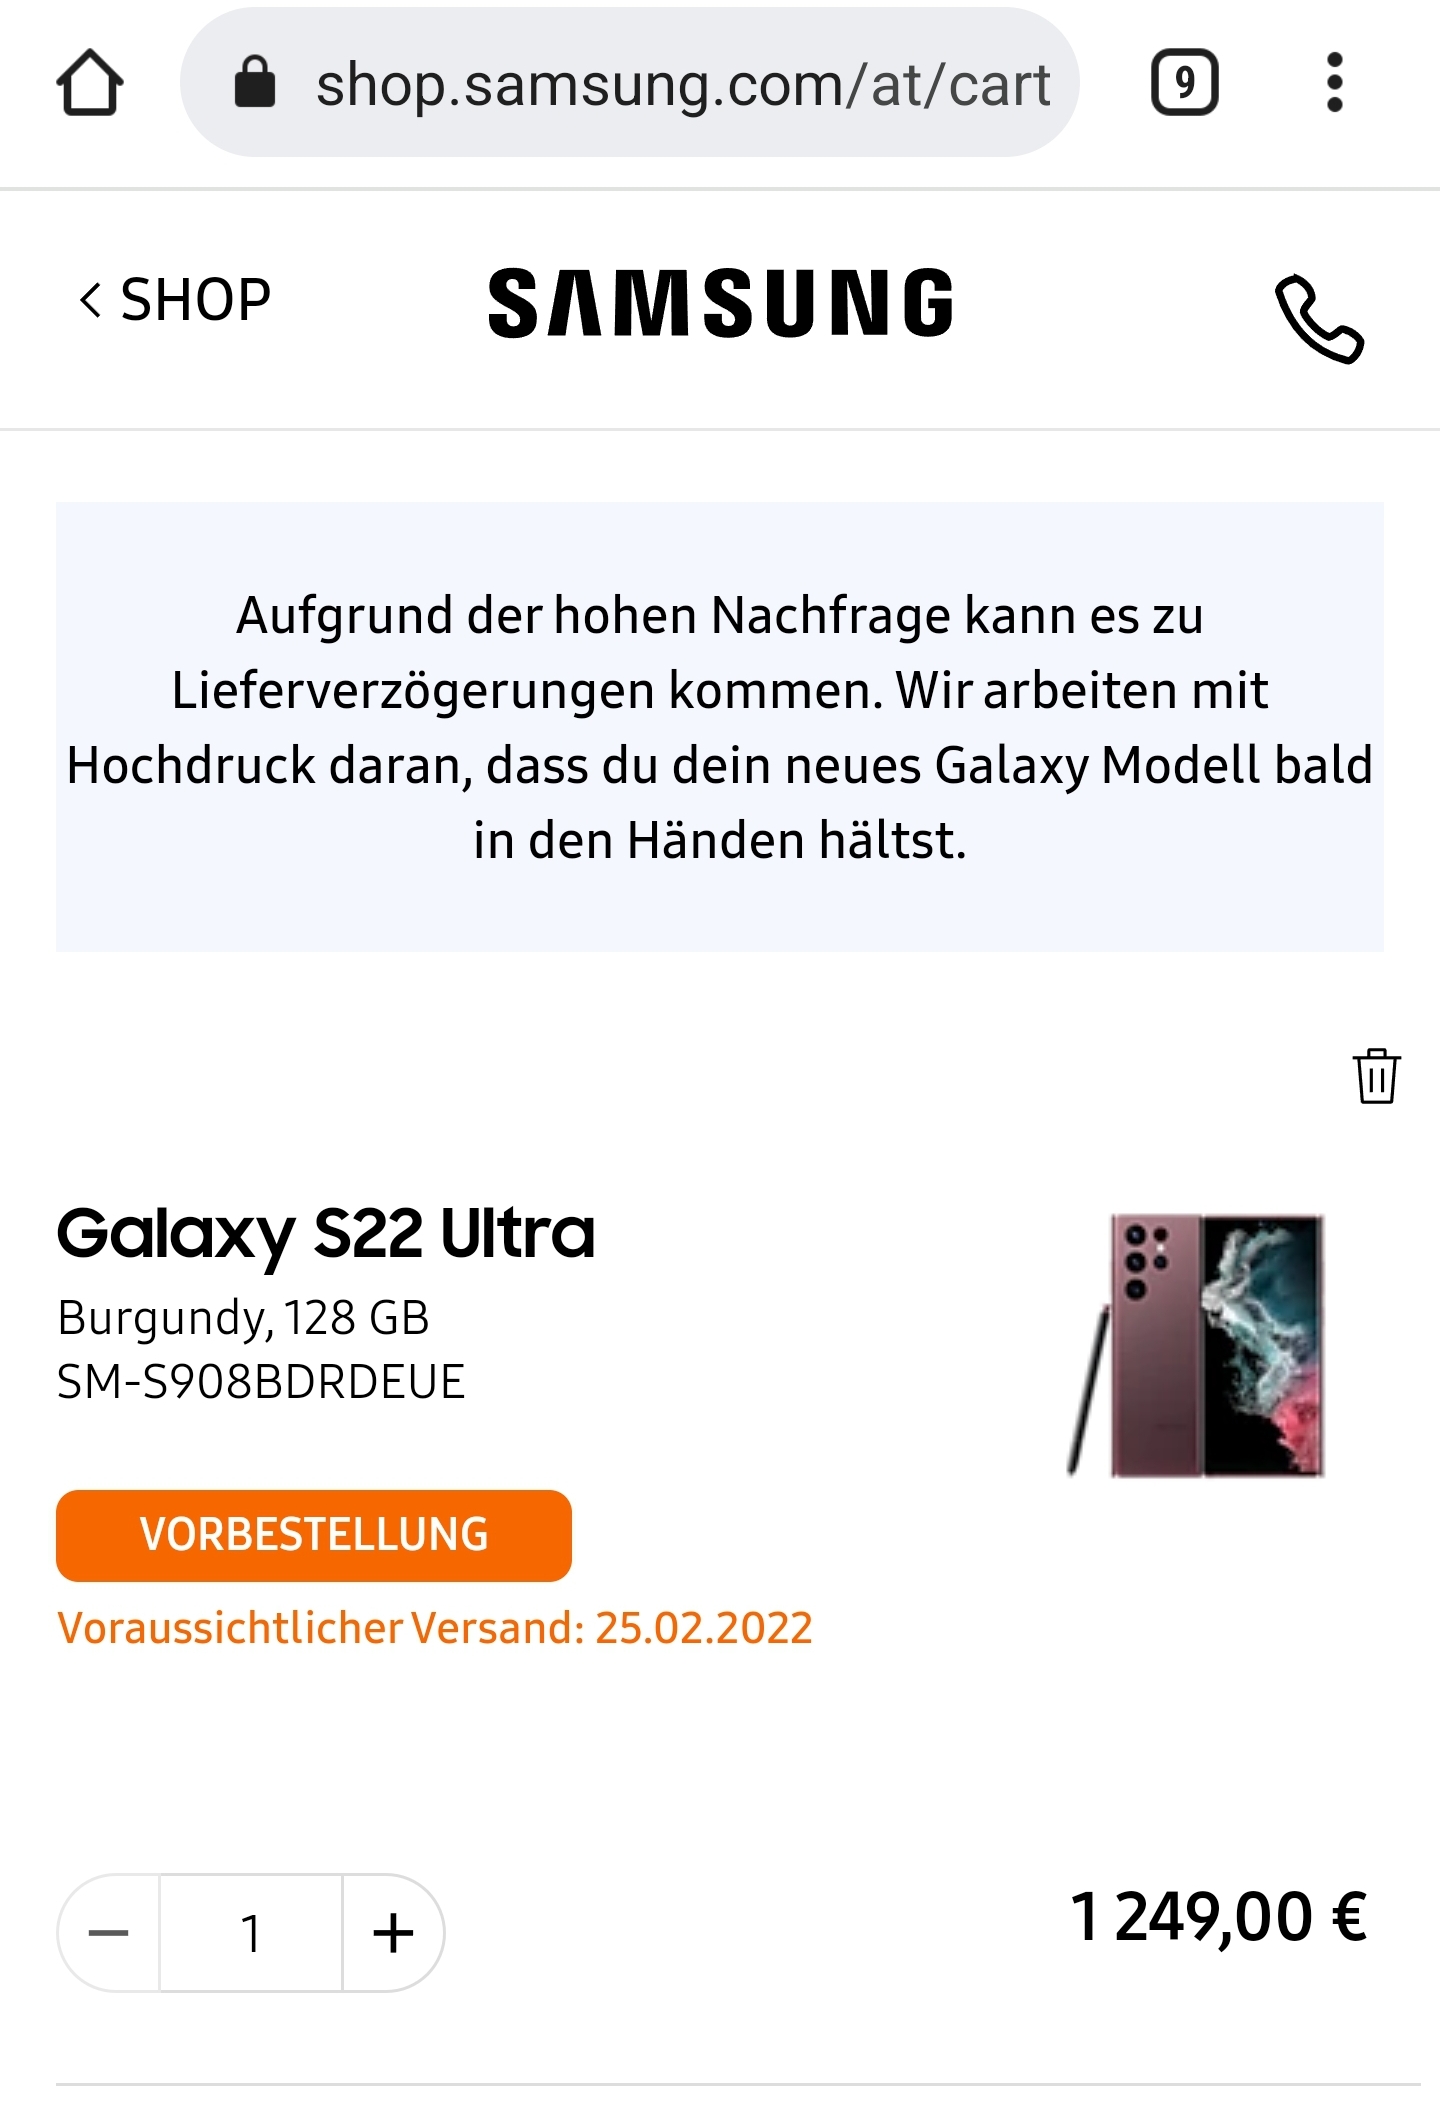 shop.samsung.com/at/cart
9
SHOP
SAMSUNG
Aufgrund der hohen Nachfrage kann es zu
Lieferverzögerungen kommen. Wir arbeiten mit
Hochdruck daran, dass du dein neues Galaxy Modell bald
in den Händen hältst.
Galaxy S22 Ultra
Burgundy, 128 GB
SM-S908BDRDEUE
VORBESTELLUNG
Voraussichtlicher Versand: 25.02.2022
1
1 249,00 €